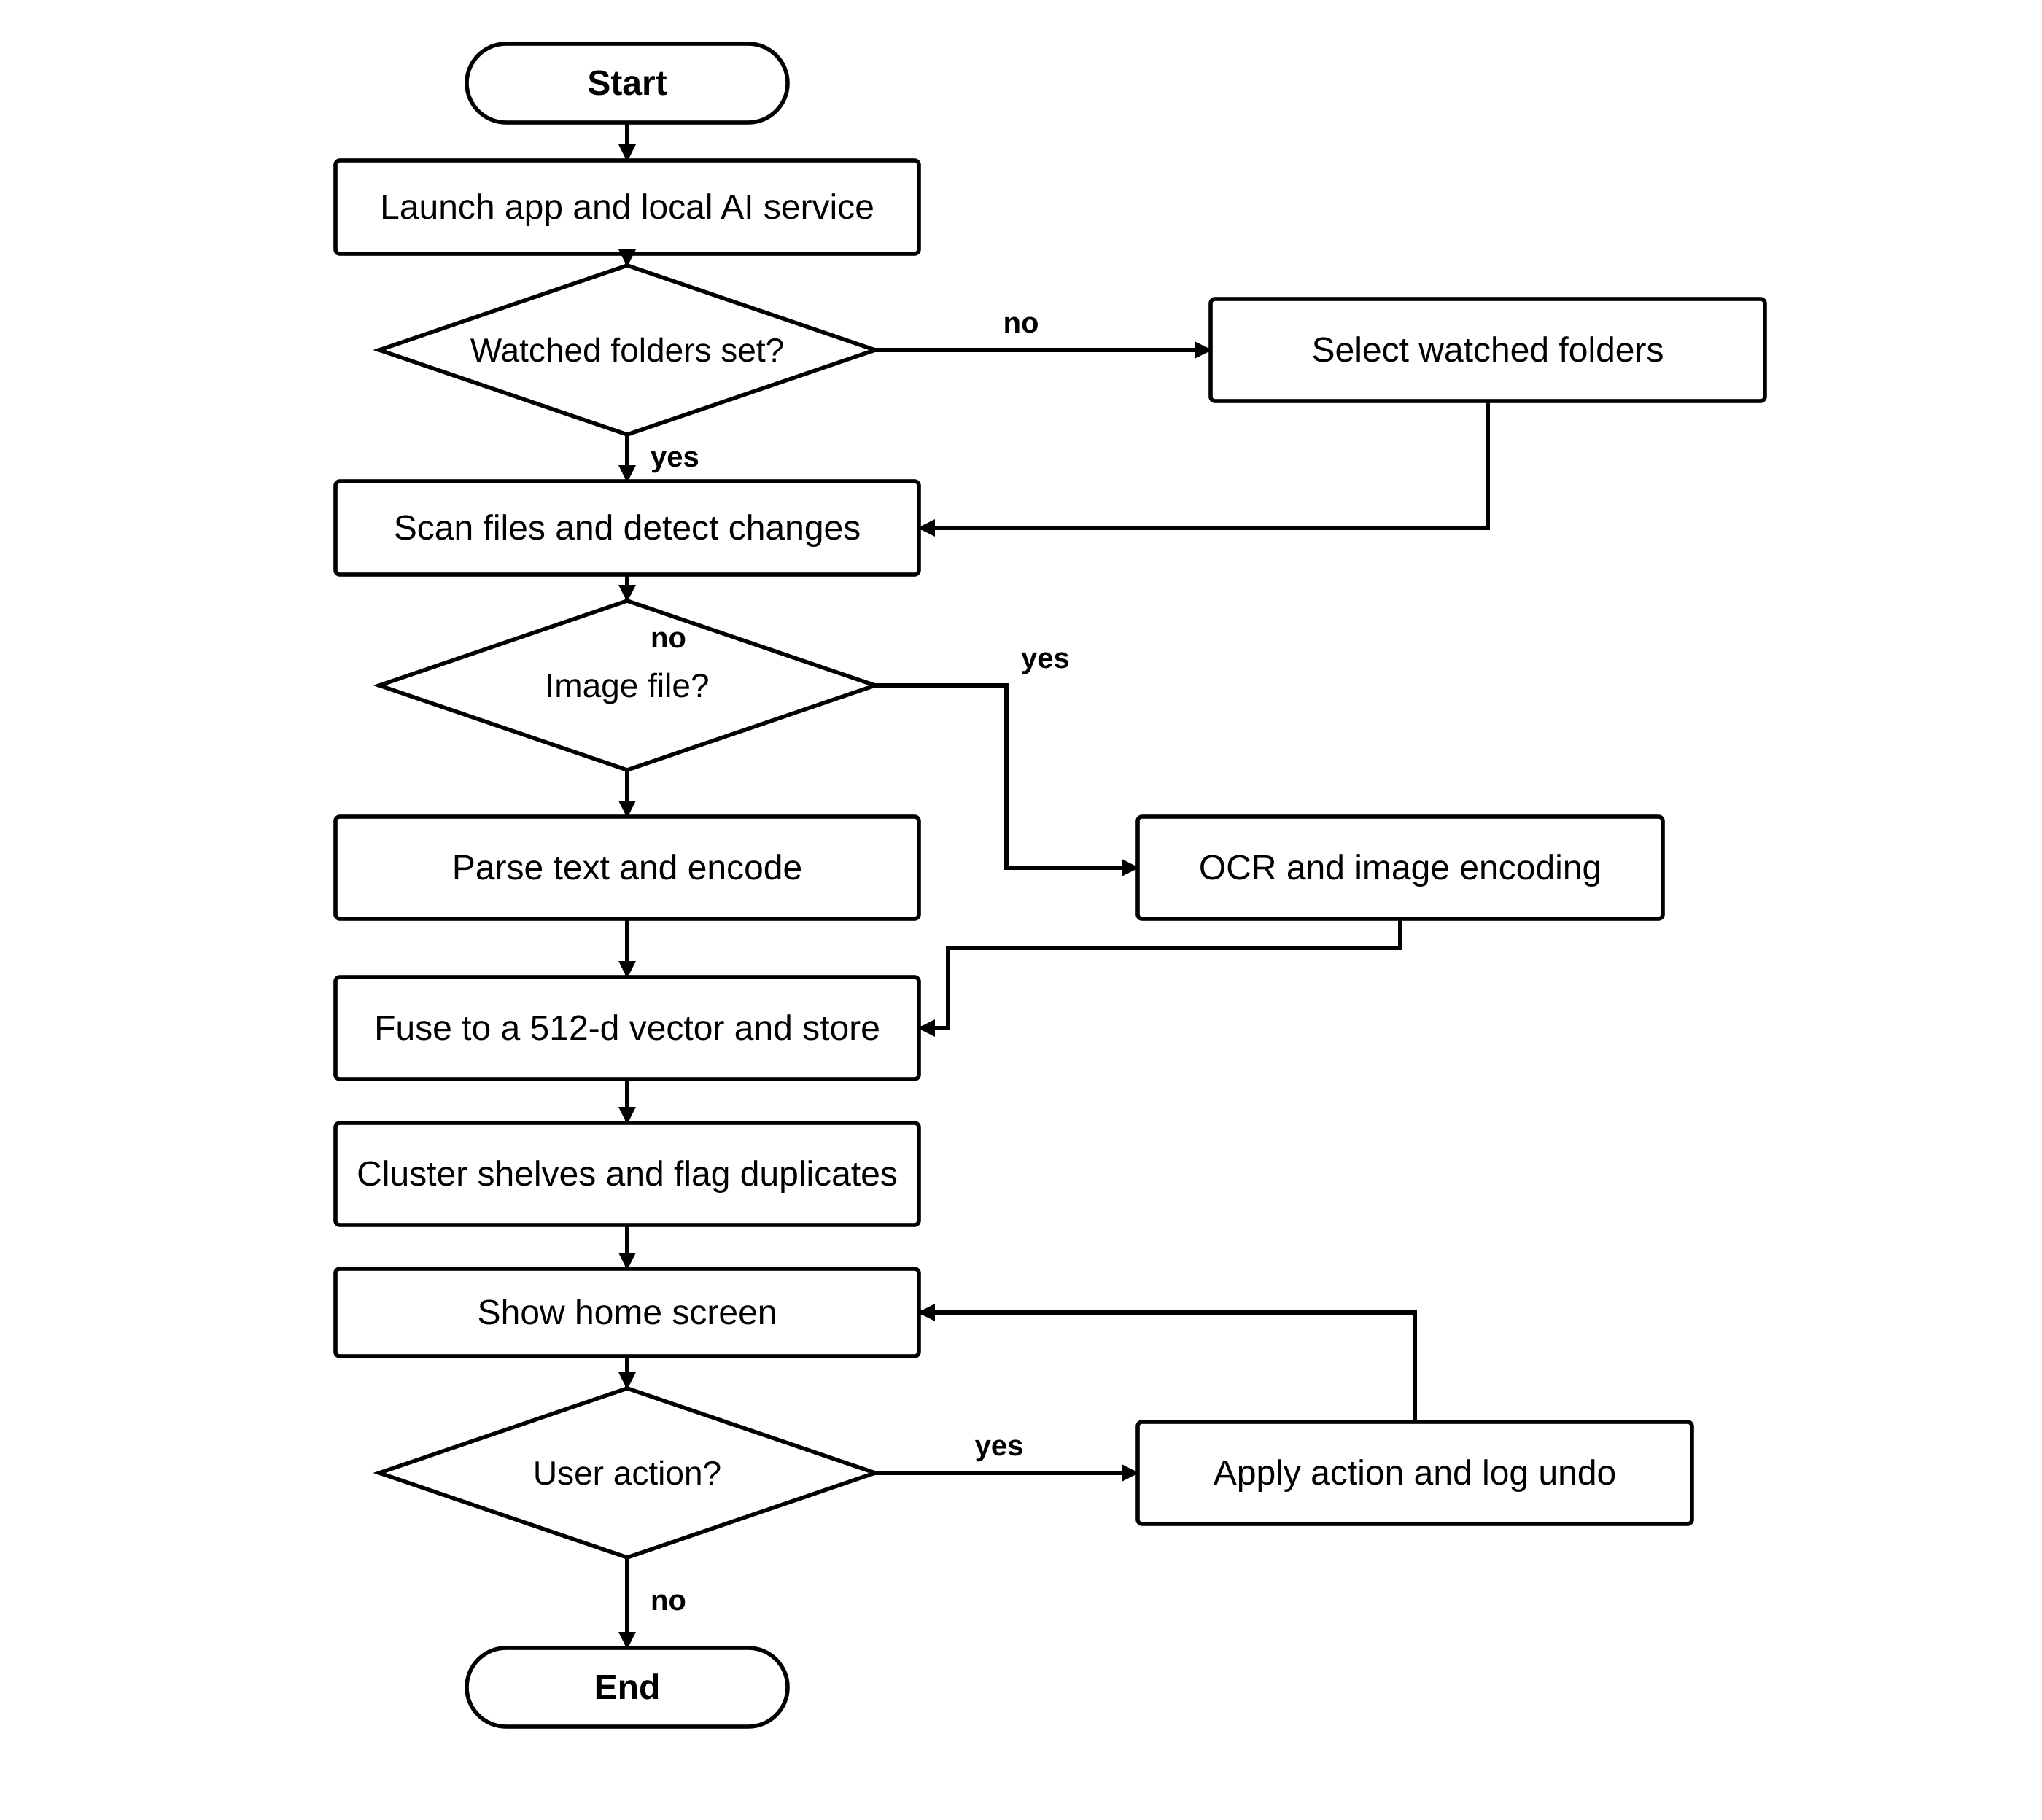 Start
Launch app and local AI service
Watched folders set?
no
Select watched folders
yes
Scan files and detect changes
no
Image file?
yes
Parse text and encode
OCR and image encoding
Fuse to a 512-d vector and store
Cluster shelves and flag duplicates
Show home screen
User action?
yes
Apply action and log undo
no
End